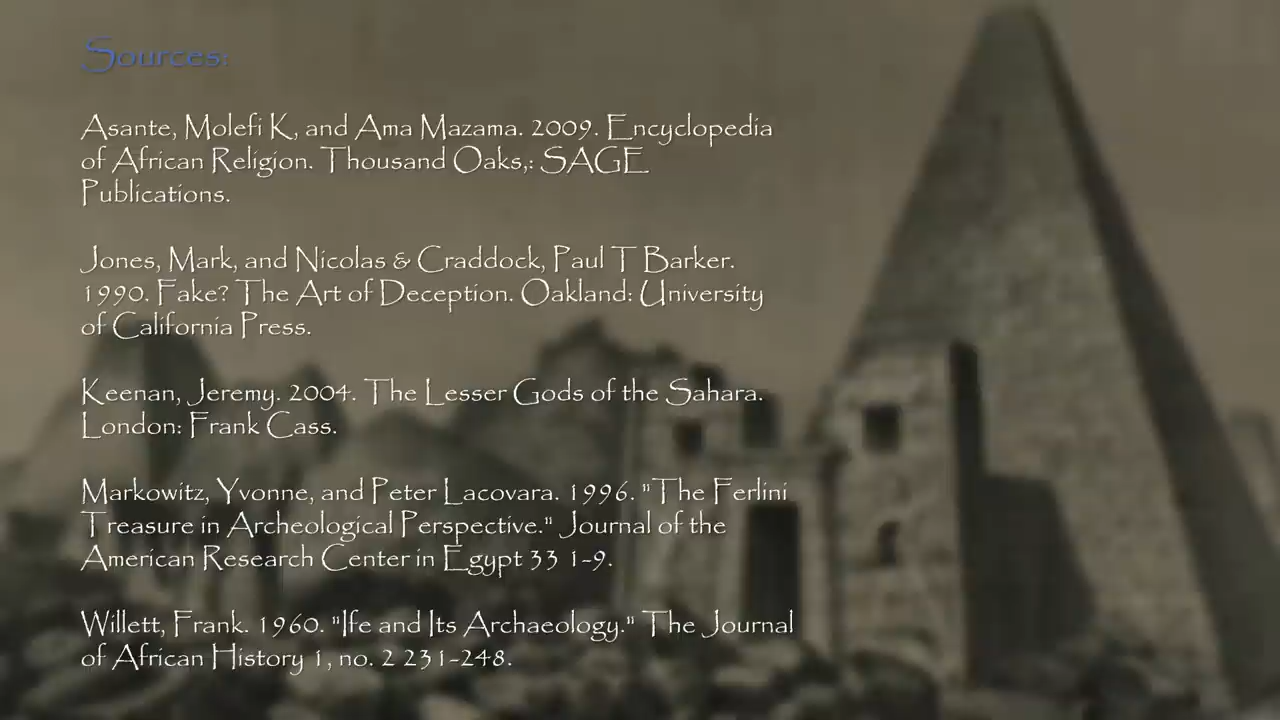 Sources:
Asante, Molefi K, and Ama Mazama. 2009. Encyclopedia
of African Religion. Thousand Oaks,: SAGE
Publications.
Jones, Mark, and Nicolas & Craddock, Paul T Barker.
1990. Fake? The Art of Deception. Oakland: University
of California Press.
Keenan, Jeremy. 2004. The Lesser Gods of the Sahara.
London: Frank Cass.
Markowitz, Yvonne, and Peter Lacovara. 1996. "The Ferlini
Treasure in Archeological Perspective." Journal of the
American Research Center in Egypt 33 1-9.
Willett, Frank. 1960. "Ife and Its Archaeology." The Journal
of African History 1, no. 2 231-248.